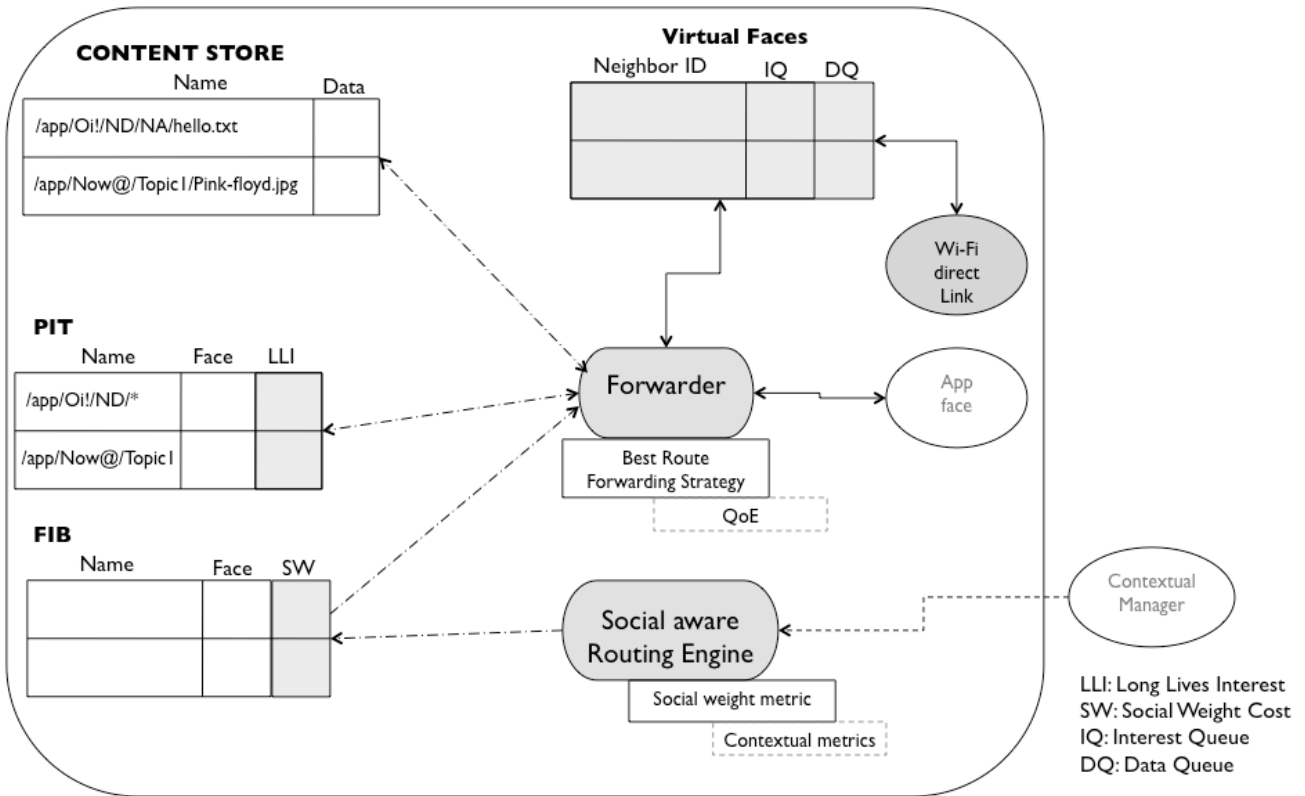 CONTENT STORE
Name Data
/app/Oi!/ND/NA/hello.txt
/app/Now@/Topic1/Pink-floyd.jpg
Virtual Faces
Neighbor ID IQ DQ
Wi-Fi
direct
Link
PIT
Name Face LLI
/app/Oi!/ND/*
/app/Now@/Topic1
Forwarder
Best Route
Forwarding Strategy
QoE
App
face
FIB
Name Face SW
Social aware
Routing Engine
Social weight metric
Contextual metrics
Contextual
Manager
LLI: Long Lives Interest
SW: Social Weight Cost
IQ: Interest Queue
DQ: Data Queue